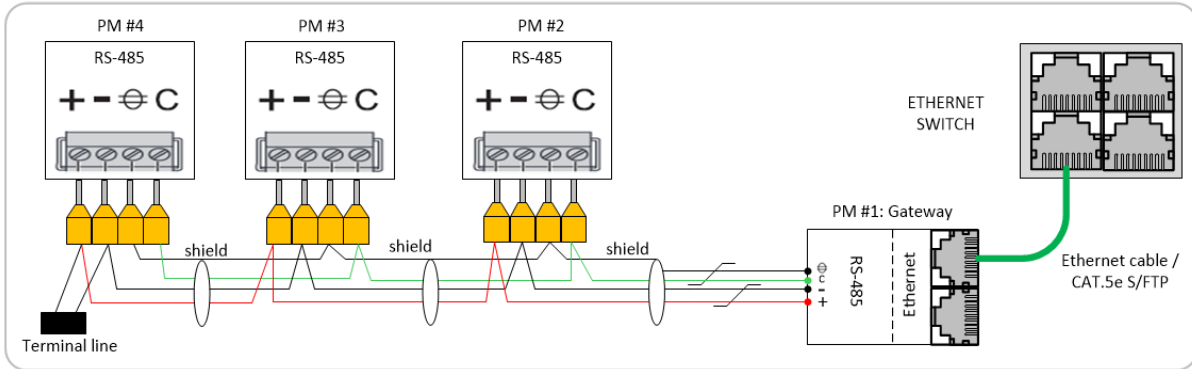 PM #4
RS-485
+ - C
PM #3
RS-485
+ - C
PM #2
RS-485
+ - C
ETHERNET
SWITCH
PM #1: Gateway
shield
shield
shield
C
-
+
RS-485
Ethernet
Ethernet cable /
CAT.5e S/FTP
Terminal line